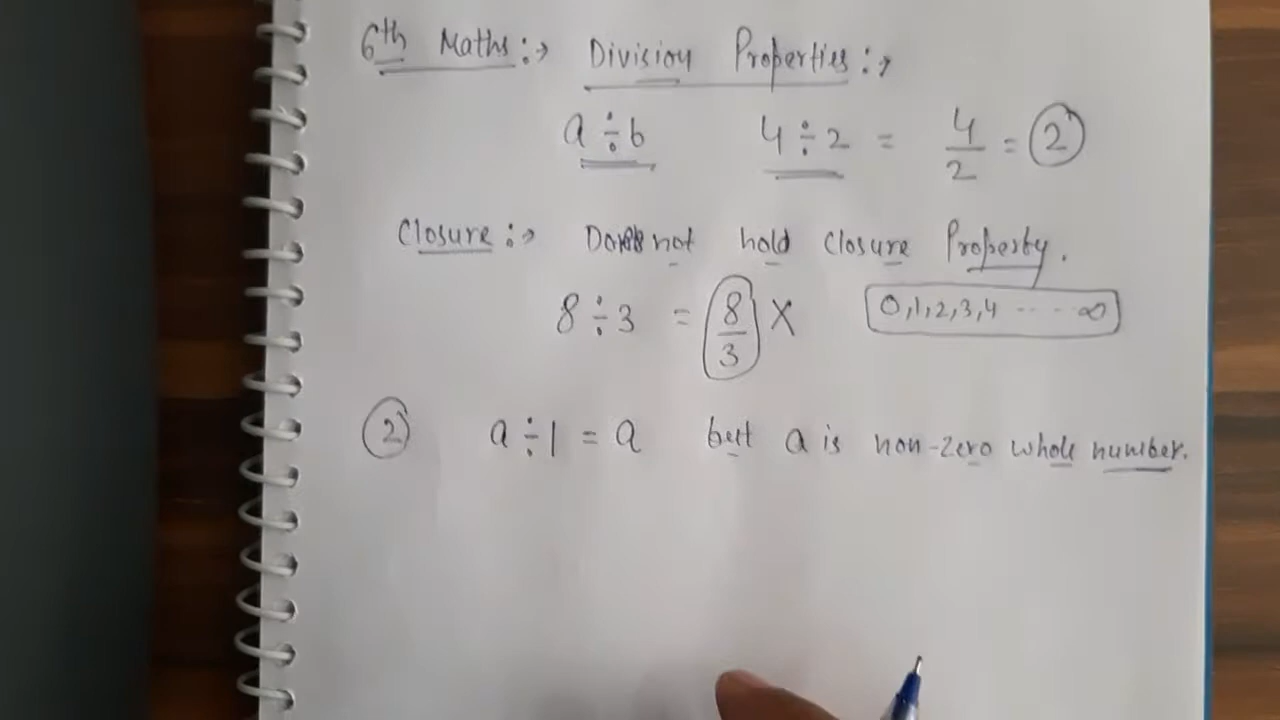 6th Maths:→ Division Properties:→
a ÷ b 4 ÷ 2 = 4/2 = 2
Closure:→ not hold closure Property.
8 ÷ 3 = 8/3 X 0,1,2,3,4 ---- ∞
2 a ÷ 1 = a but a is non-zero whole number.